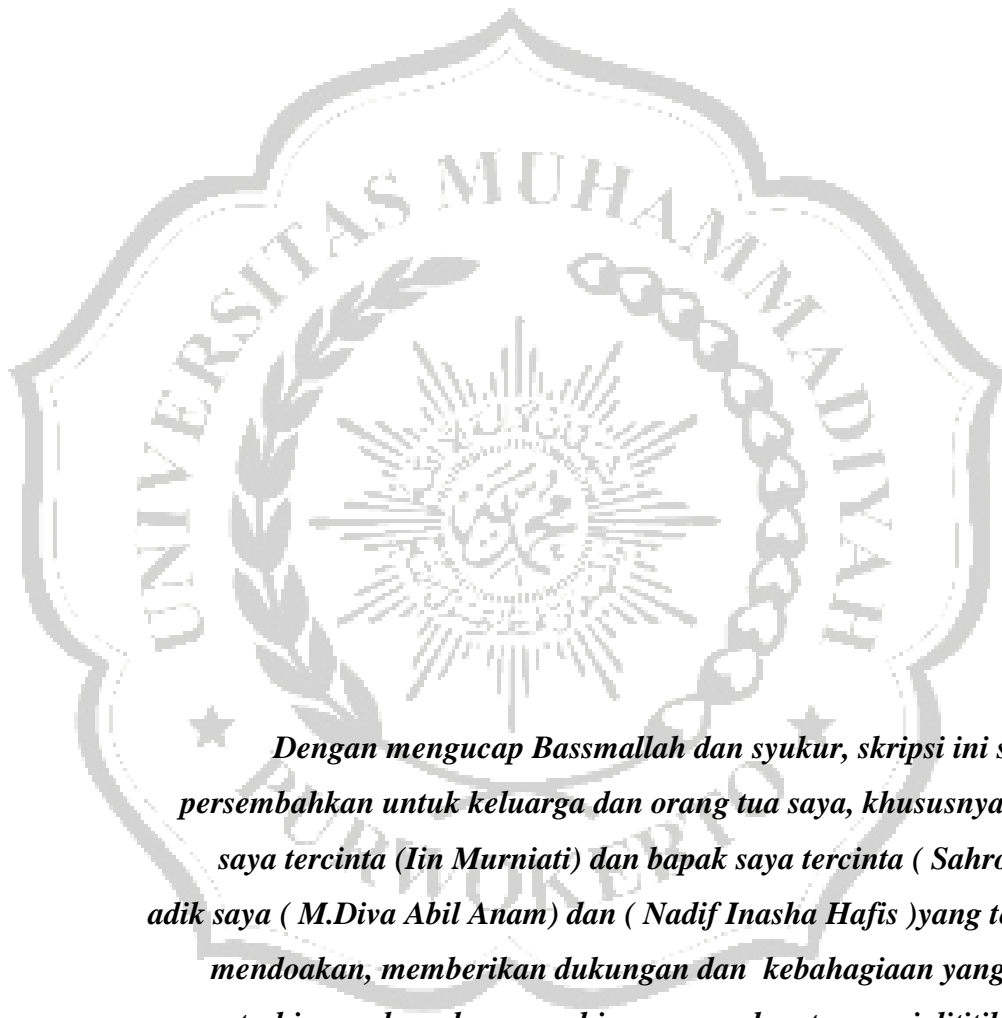 UNIVERSITAS MUHAMMADIYAH
PURWOKERTO
Dengan mengucap Bassmallah dan syukur, skripsi ini s
persembahkan untuk keluarga dan orang tua saya, khususnya
saya tercinta (Iin Murniati) dan bapak saya tercinta ( Sahro
adik saya ( M.Diva Abil Anam) dan ( Nadif Inasha Hafis )yang te
mendoakan, memberikan dukungan dan kebahagiaan yang